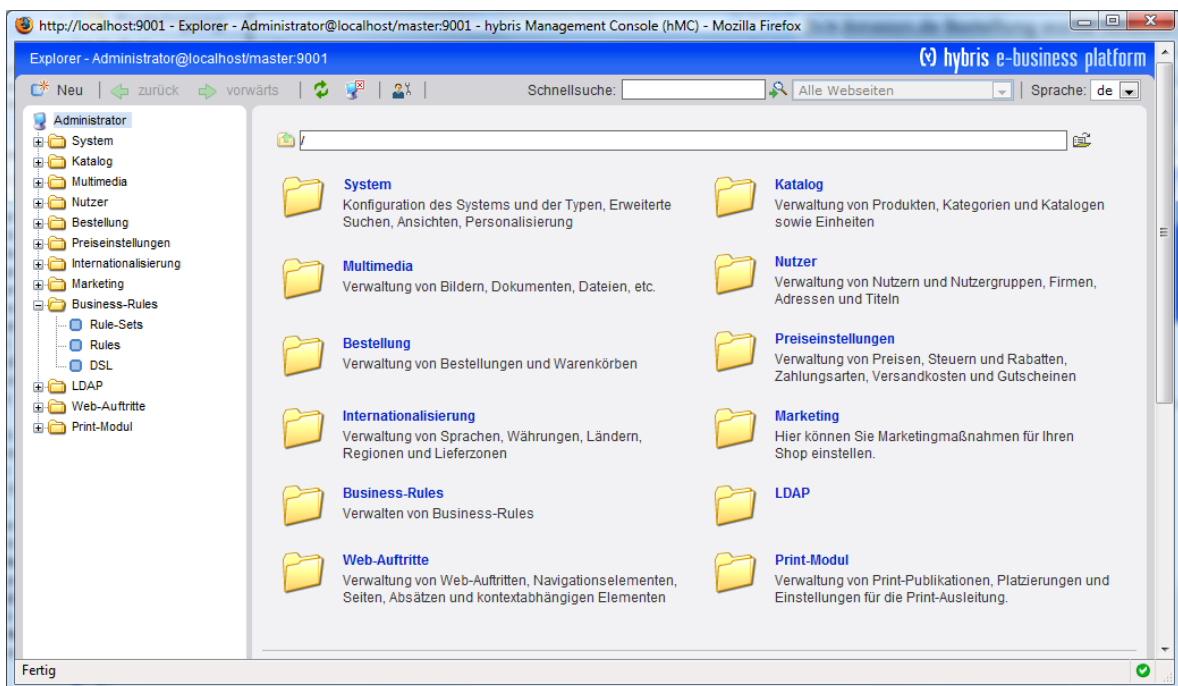 http://localhost:9001 - Explorer - Administrator@localhost/master:9001 - hybris Management Console (hMC) - Mozilla Firefox
Explorer - Administrator@localhost/master:9001
hybris e-business platform
Neu
zurück
vorwärts
Schnellsuche:
Alle Webseiten
Sprache:
de
Administrator
System
Katalog
Multimedia
Nutzer
Bestellung
Preiseinstellungen
Internationalisierung
Marketing
Business-Rules
Rule-Sets
Rules
DSL
LDAP
Web-Auftritte
Print-Modul
/
System
Konfiguration des Systems und der Typen, Erweiterte
Suchen, Ansichten, Personalisierung
Katalog
Verwaltung von Produkten, Kategorien und Katalogen
sowie Einheiten
Multimedia
Verwaltung von Bildern, Dokumenten, Dateien, etc.
Nutzer
Verwaltung von Nutzern und Nutzergruppen, Firmen,
Adressen und Titeln
Bestellung
Verwaltung von Bestellungen und Warenkörben
Preiseinstellungen
Verwaltung von Preisen, Steuern und Rabatten,
Zahlungsarten, Versandkosten und Gutscheinen
Internationalisierung
Verwaltung von Sprachen, Währungen, Ländern,
Regionen und Lieferzonen
Marketing
Hier können Sie Marketingmaßnahmen für Ihren
Shop einstellen.
Business-Rules
Verwalten von Business-Rules
LDAP
Web-Auftritte
Verwaltung von Web-Auftritten, Navigationselementen,
Seiten, Absätzen und kontextabhängigen Elementen
Print-Modul
Verwaltung von Print-Publikationen, Platzierungen und
Einstellungen für die Print-Ausleitung.
Fertig